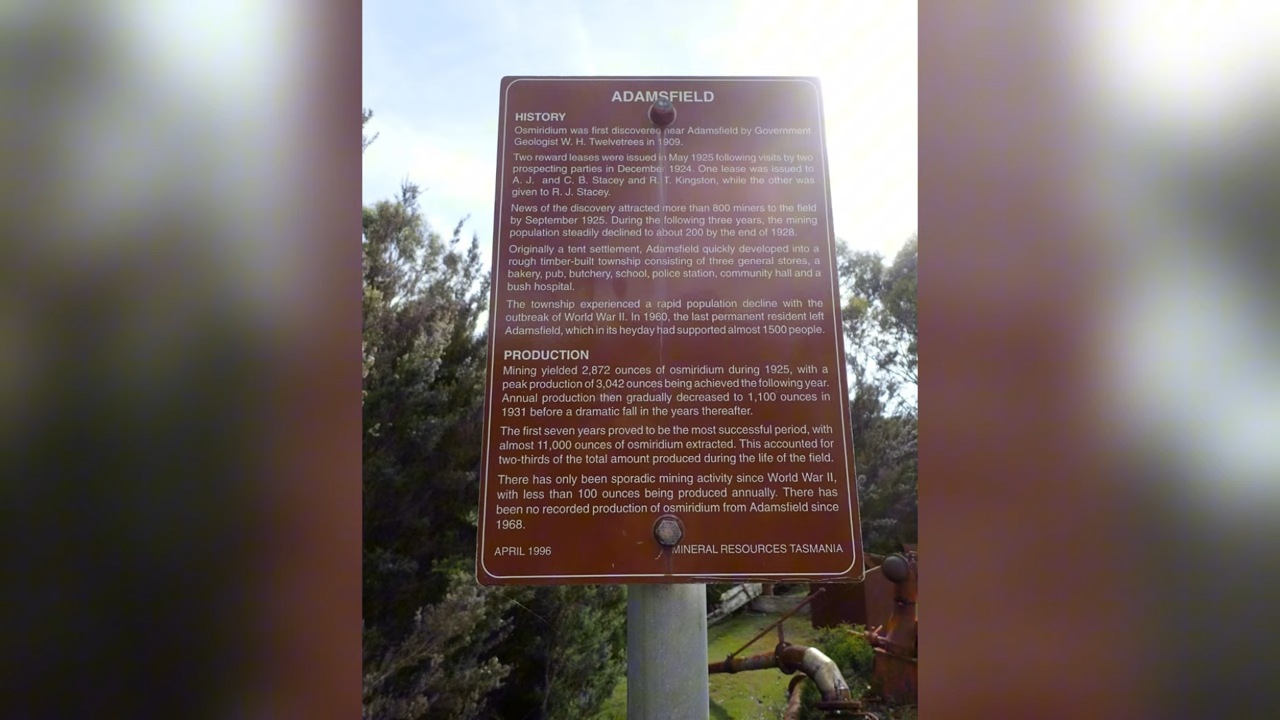 ADAMSFIELD
HISTORY
Osmiridium was first discovered near Adamsfield by Government
Geologist W. H. Twelvetrees in 1909.
Two reward leases were issued in May 1925 following visits by two
prospecting parties in December 1924. One lease was issued to
A. J. and C. B. Stacey and R. T. Kingston, while the other was
given to R. J. Stacey.
News of the discovery attracted more than 800 miners to the field
by September 1925. During the following three years, the mining
population steadily declined to about 200 by the end of 1928.
Originally a tent settlement, Adamsfield quickly developed into a
rough timber-built township consisting of three general stores, a
bakery, pub, butchery, school, police station, community hall and a
bush hospital.
The township experienced a rapid population decline with the
outbreak of World War II. In 1960, the last permanent resident left
Adamsfield, which in its heyday had supported almost 1500 people.
PRODUCTION
Mining yielded 2,872 ounces of osmiridium during 1925, with a
peak production of 3,042 ounces being achieved the following year.
Annual production then gradually decreased to 1,100 ounces in
1931 before a dramatic fall in the years thereafter.
The first seven years proved to be the most successful period, with
almost 11,000 ounces of osmiridium extracted. This accounted for
two-thirds of the total amount produced during the life of the field.
There has only been sporadic mining activity since World War II,
with less than 100 ounces being produced annually. There has
been no recorded production of osmiridium from Adamsfield since
1968.
APRIL 1996 MINERAL RESOURCES TASMANIA